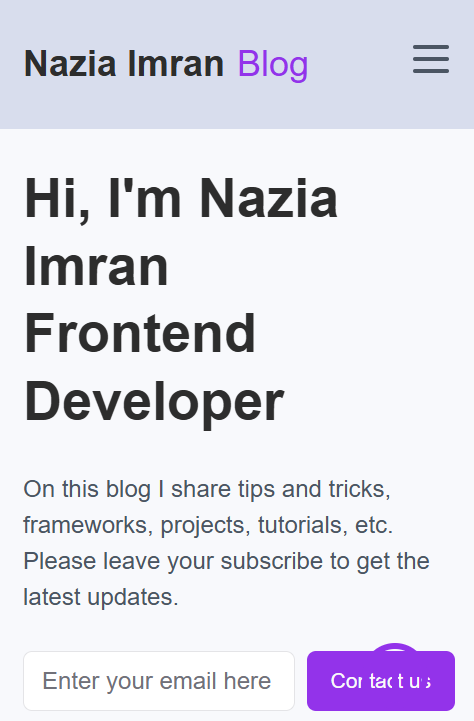 Nazia Imran Blog
Hi, I'm Nazia
Imran
Frontend
Developer
On this blog I share tips and tricks,
frameworks, projects, tutorials, etc.
Please leave your subscribe to get the
latest updates.
Enter your email here
Contact us